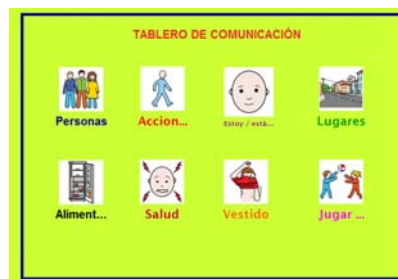 TABLERO DE COMUNICACIÓN
Personas Accion... Estoy / está... Lugares
Aliment... Salud Vestido Jugar ...